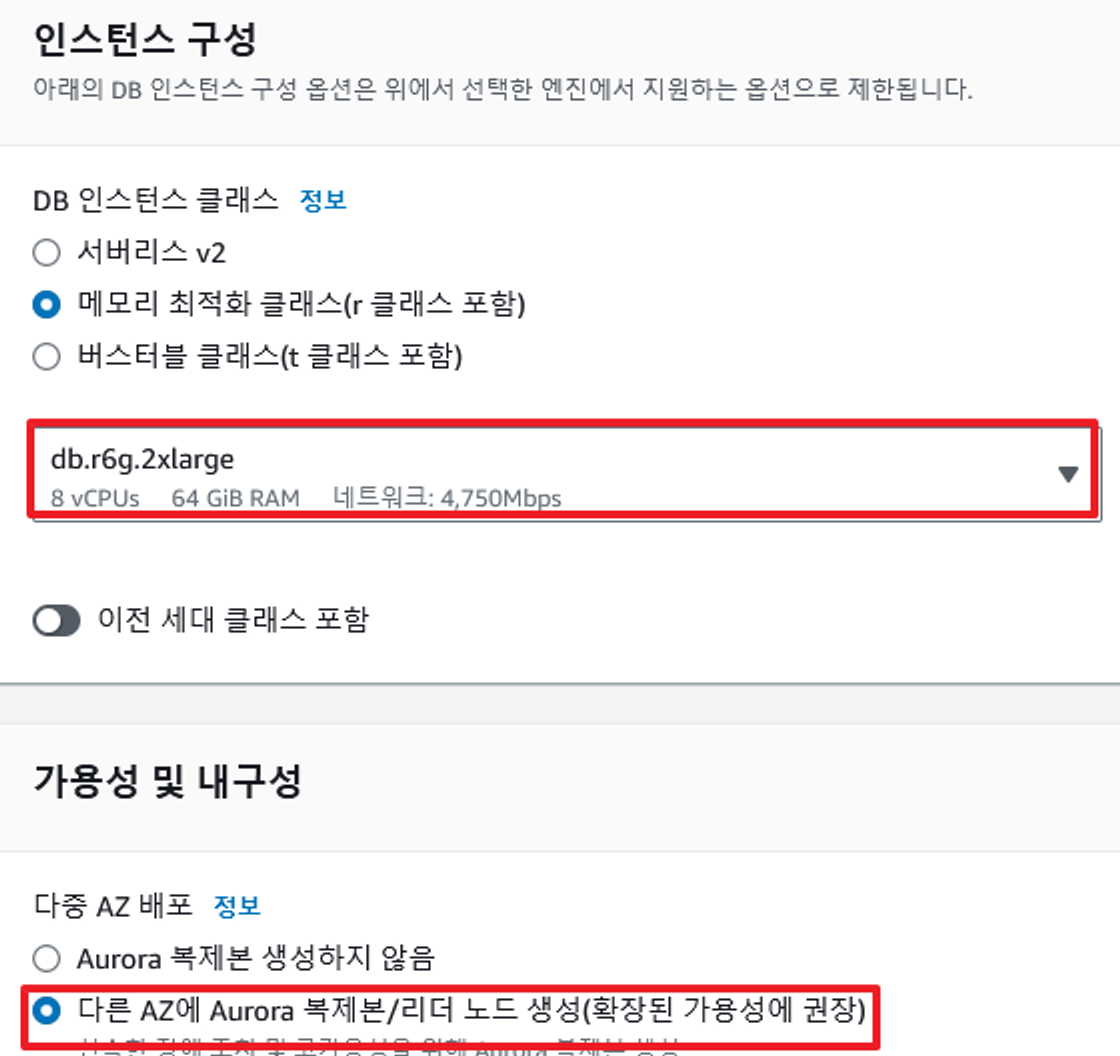 인스턴스 구성
아래의 DB 인스턴스 구성 옵션은 위에서 선택한 엔진에서 지원하는 옵션으로 제한됩니다.
DB 인스턴스 클래스 정보
서버리스 v2
메모리 최적화 클래스(r 클래스 포함)
버스터블 클래스(t 클래스 포함)
db.r6g.2xlarge
8 vCPUs 64 GiB RAM 네트워크: 4,750Mbps
이전 세대 클래스 포함
가용성 및 내구성
다중 AZ 배포 정보
Aurora 복제본 생성하지 않음
다른 AZ에 Aurora 복제본/리더 노드 생성(확장된 가용성에 권장)